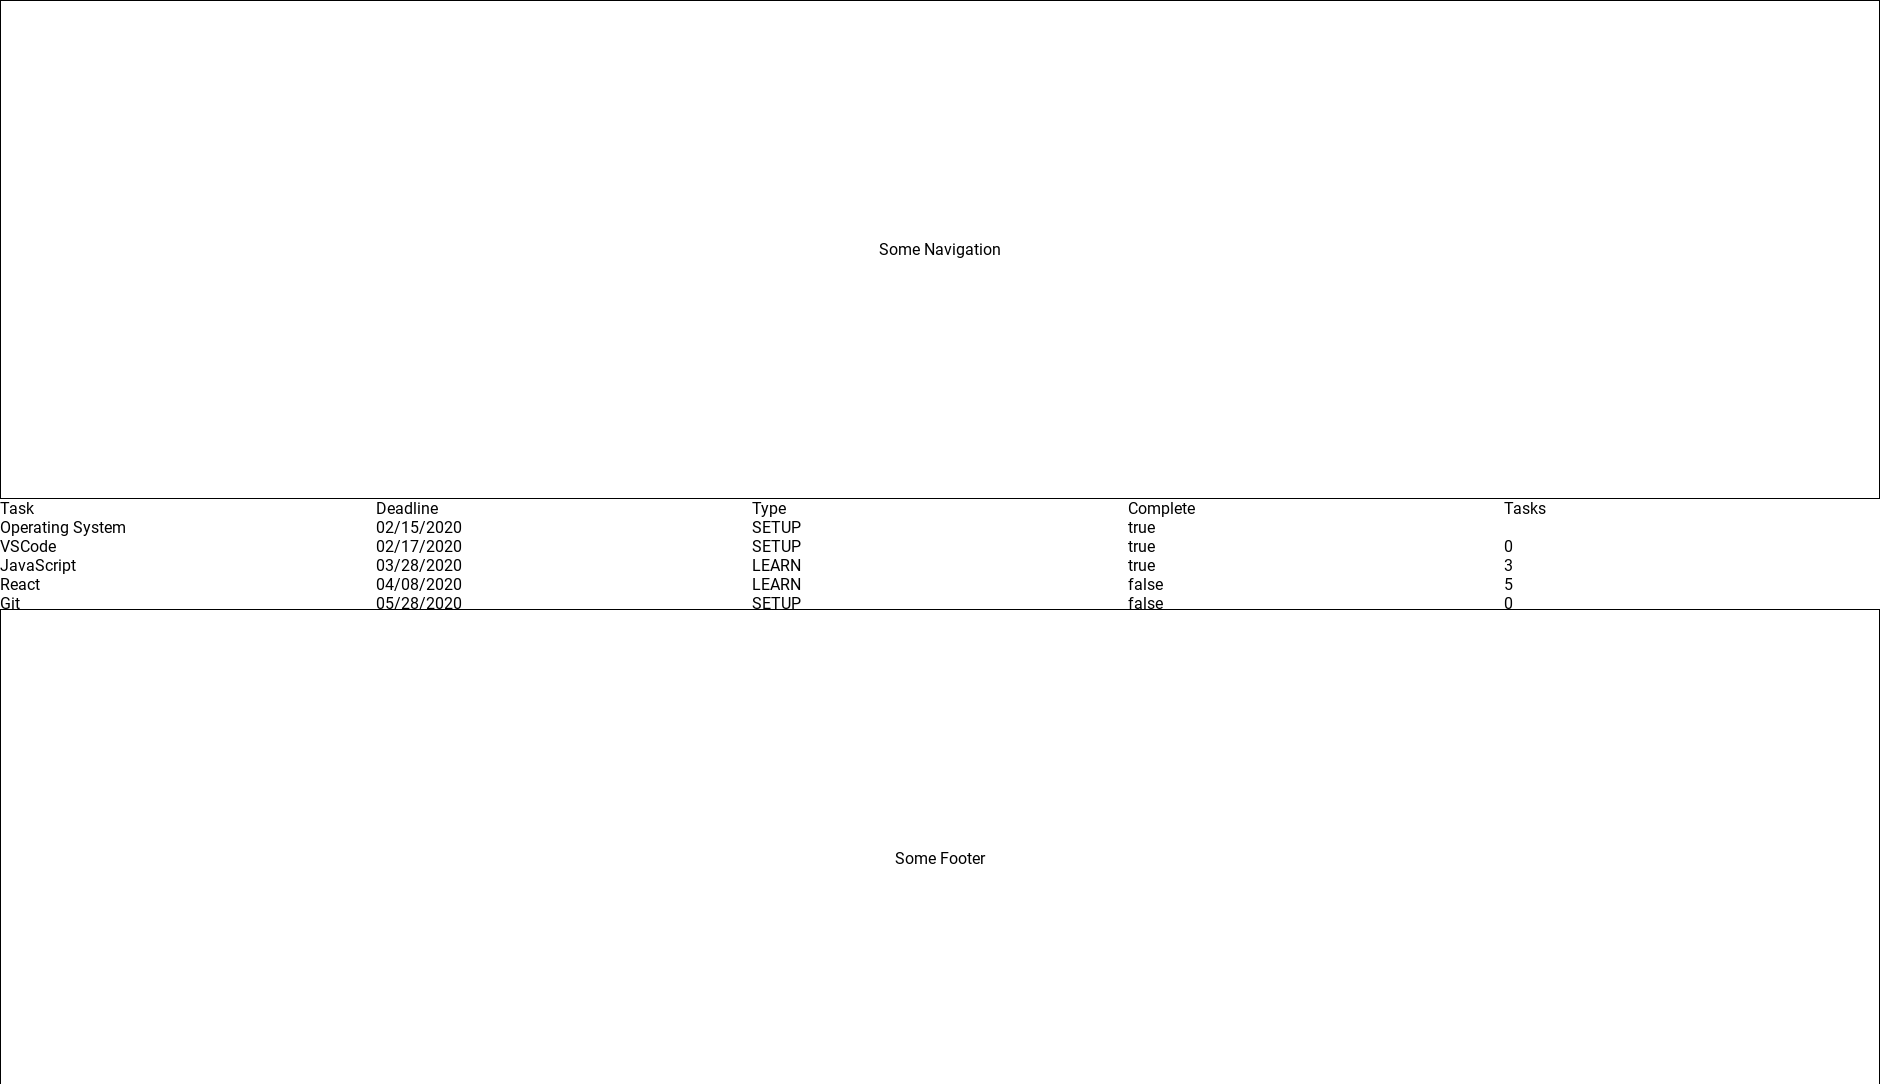 Some Navigation
Task Deadline Type Complete Tasks
Operating System 02/15/2020 SETUP true
VSCode 02/17/2020 SETUP true 0
JavaScript 03/28/2020 LEARN true 3
React 04/08/2020 LEARN false 5
Git 05/28/2020 SETUP false 0
Some Footer